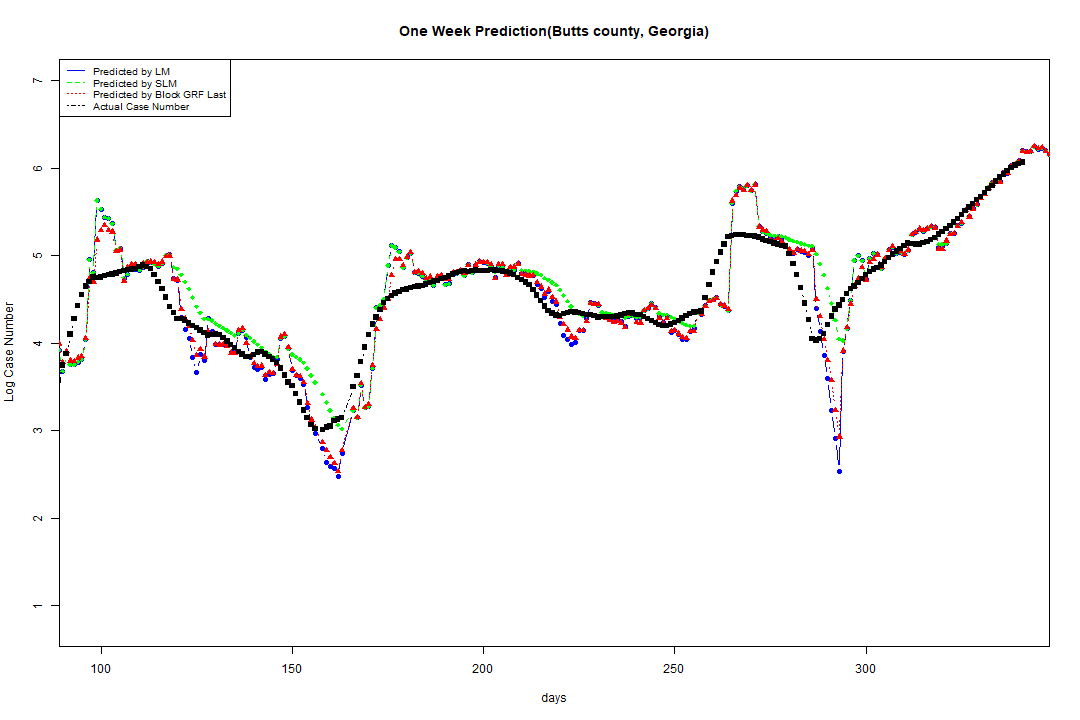 One Week Prediction(Butts county, Georgia)
Predicted by LM
Predicted by SLM
Predicted by Block GRF Last
Actual Case Number
7
6
5
4
3
2
1
Log Case Number
100 150 200 250 300
days